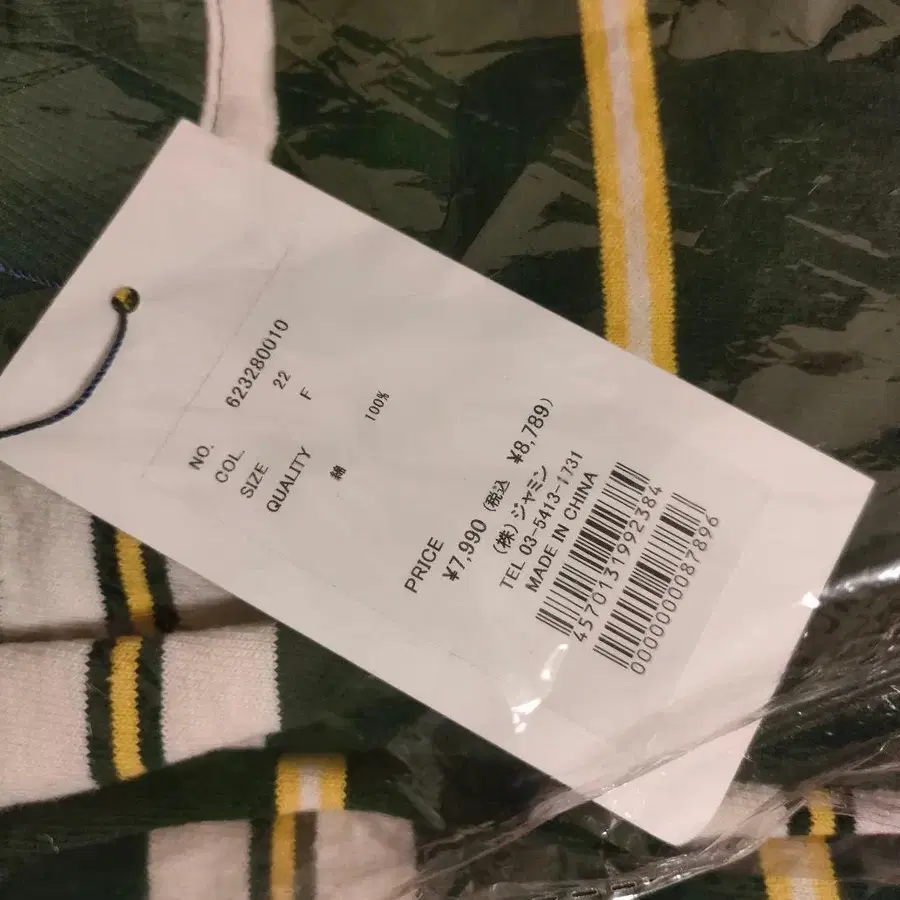 NO. 623280010
COL. 22
SIZE F
QUALITY
綿 100%
PRICE
¥7,990 (税込 ¥8,789)
(株)ジャミン
TEL 03-5413-1731
MADE IN CHINA
4570131992384
0000000087896